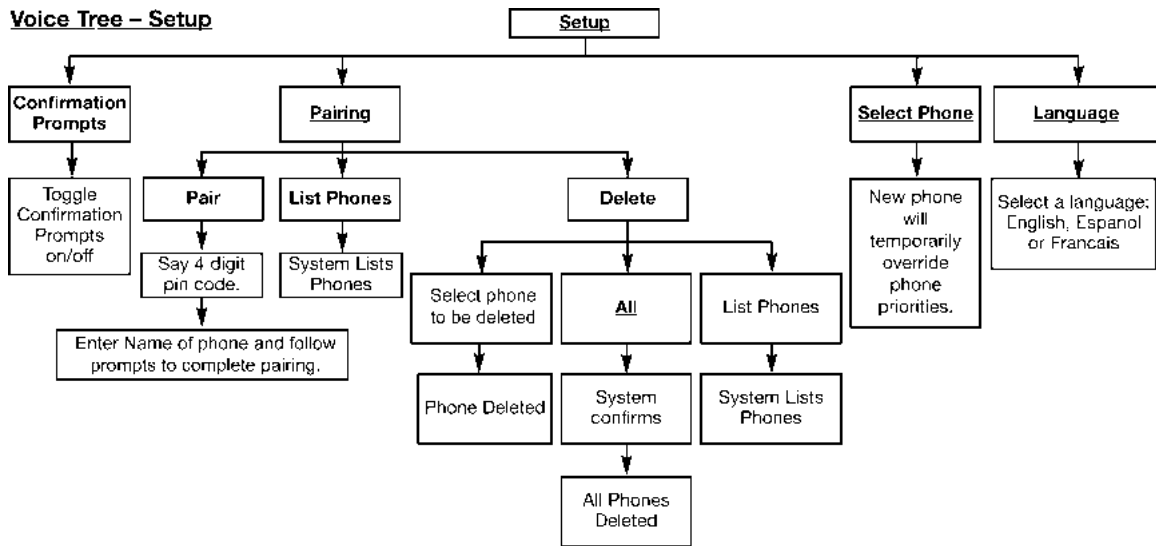 Voice Tree – Setup
Setup
Confirmation
Prompts
Pairing
Select Phone
Language
Toggle
Confirmation
Prompts
on/off
Pair
List Phones
Delete
New phone
will
temporarily
override
phone
priorities.
Select a language:
English, Espanol
or Francais
Say 4 digit
pin code.
System Lists
Phones
Select phone
to be deleted
All
List Phones
Enter Name of phone and follow
prompts to complete pairing.
Phone Deleted
System
confirms
System Lists
Phones
All Phones
Deleted